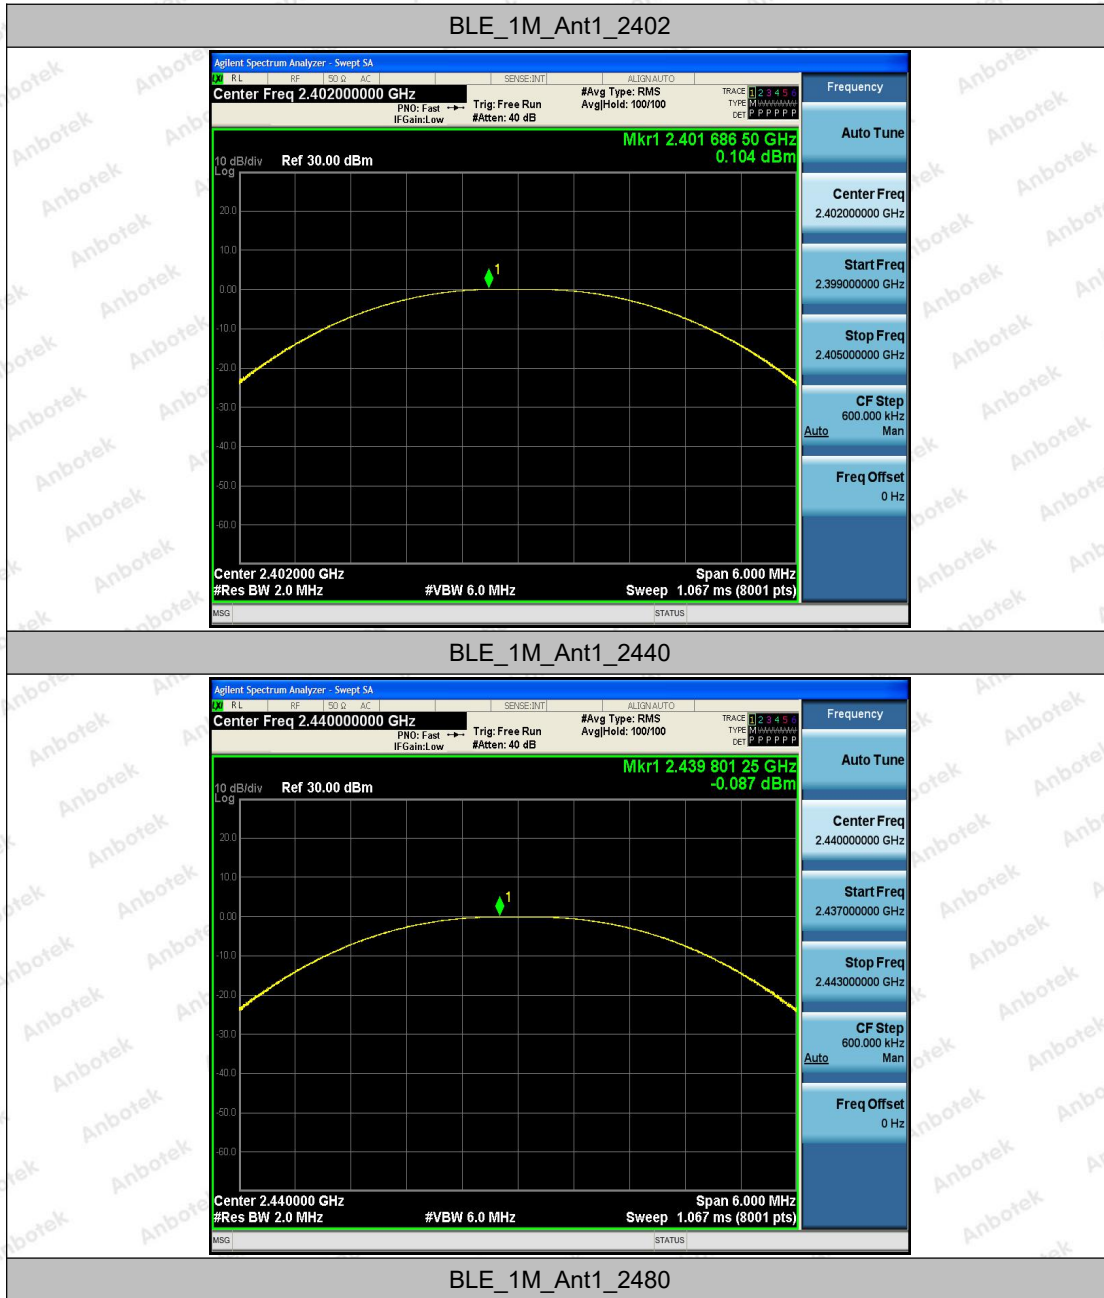 BLE_1M_Ant1_2402
Agilent Spectrum Analyzer - Swept SA
RL RF 50 Ω AC SENSE:INT ALIGNAUTO
Center Freq 2.402000000 GHz
PNO: Fast
IFGain:Low
Trig: Free Run
#Atten: 40 dB
#Avg Type: RMS
Avg|Hold: 100/100
TRACE 1 2 3 4 5 6
TYPE M
DET P P P P P P
Mkr1 2.401 686 50 GHz
0.104 dBm
10 dB/div Ref 30.00 dBm
Log
20.0
10.0
0.00
-10.0
-20.0
-30.0
-40.0
-50.0
-60.0
1
Center 2.402000 GHz Span 6.000 MHz
#Res BW 2.0 MHz #VBW 6.0 MHz Sweep 1.067 ms (8001 pts)
MSG STATUS
Frequency
Auto Tune
Center Freq
2.402000000 GHz
Start Freq
2.399000000 GHz
Stop Freq
2.405000000 GHz
CF Step
600.000 kHz
Auto Man
Freq Offset
0 Hz
BLE_1M_Ant1_2440
Agilent Spectrum Analyzer - Swept SA
RL RF 50 Ω AC SENSE:INT ALIGNAUTO
Center Freq 2.440000000 GHz
PNO: Fast
IFGain:Low
Trig: Free Run
#Atten: 40 dB
#Avg Type: RMS
Avg|Hold: 100/100
TRACE 1 2 3 4 5 6
TYPE M
DET P P P P P P
Mkr1 2.439 801 25 GHz
-0.087 dBm
10 dB/div Ref 30.00 dBm
Log
20.0
10.0
0.00
-10.0
-20.0
-30.0
-40.0
-50.0
-60.0
1
Center 2.440000 GHz Span 6.000 MHz
#Res BW 2.0 MHz #VBW 6.0 MHz Sweep 1.067 ms (8001 pts)
MSG STATUS
Frequency
Auto Tune
Center Freq
2.440000000 GHz
Start Freq
2.437000000 GHz
Stop Freq
2.443000000 GHz
CF Step
600.000 kHz
Auto Man
Freq Offset
0 Hz
BLE_1M_Ant1_2480
Anbotek